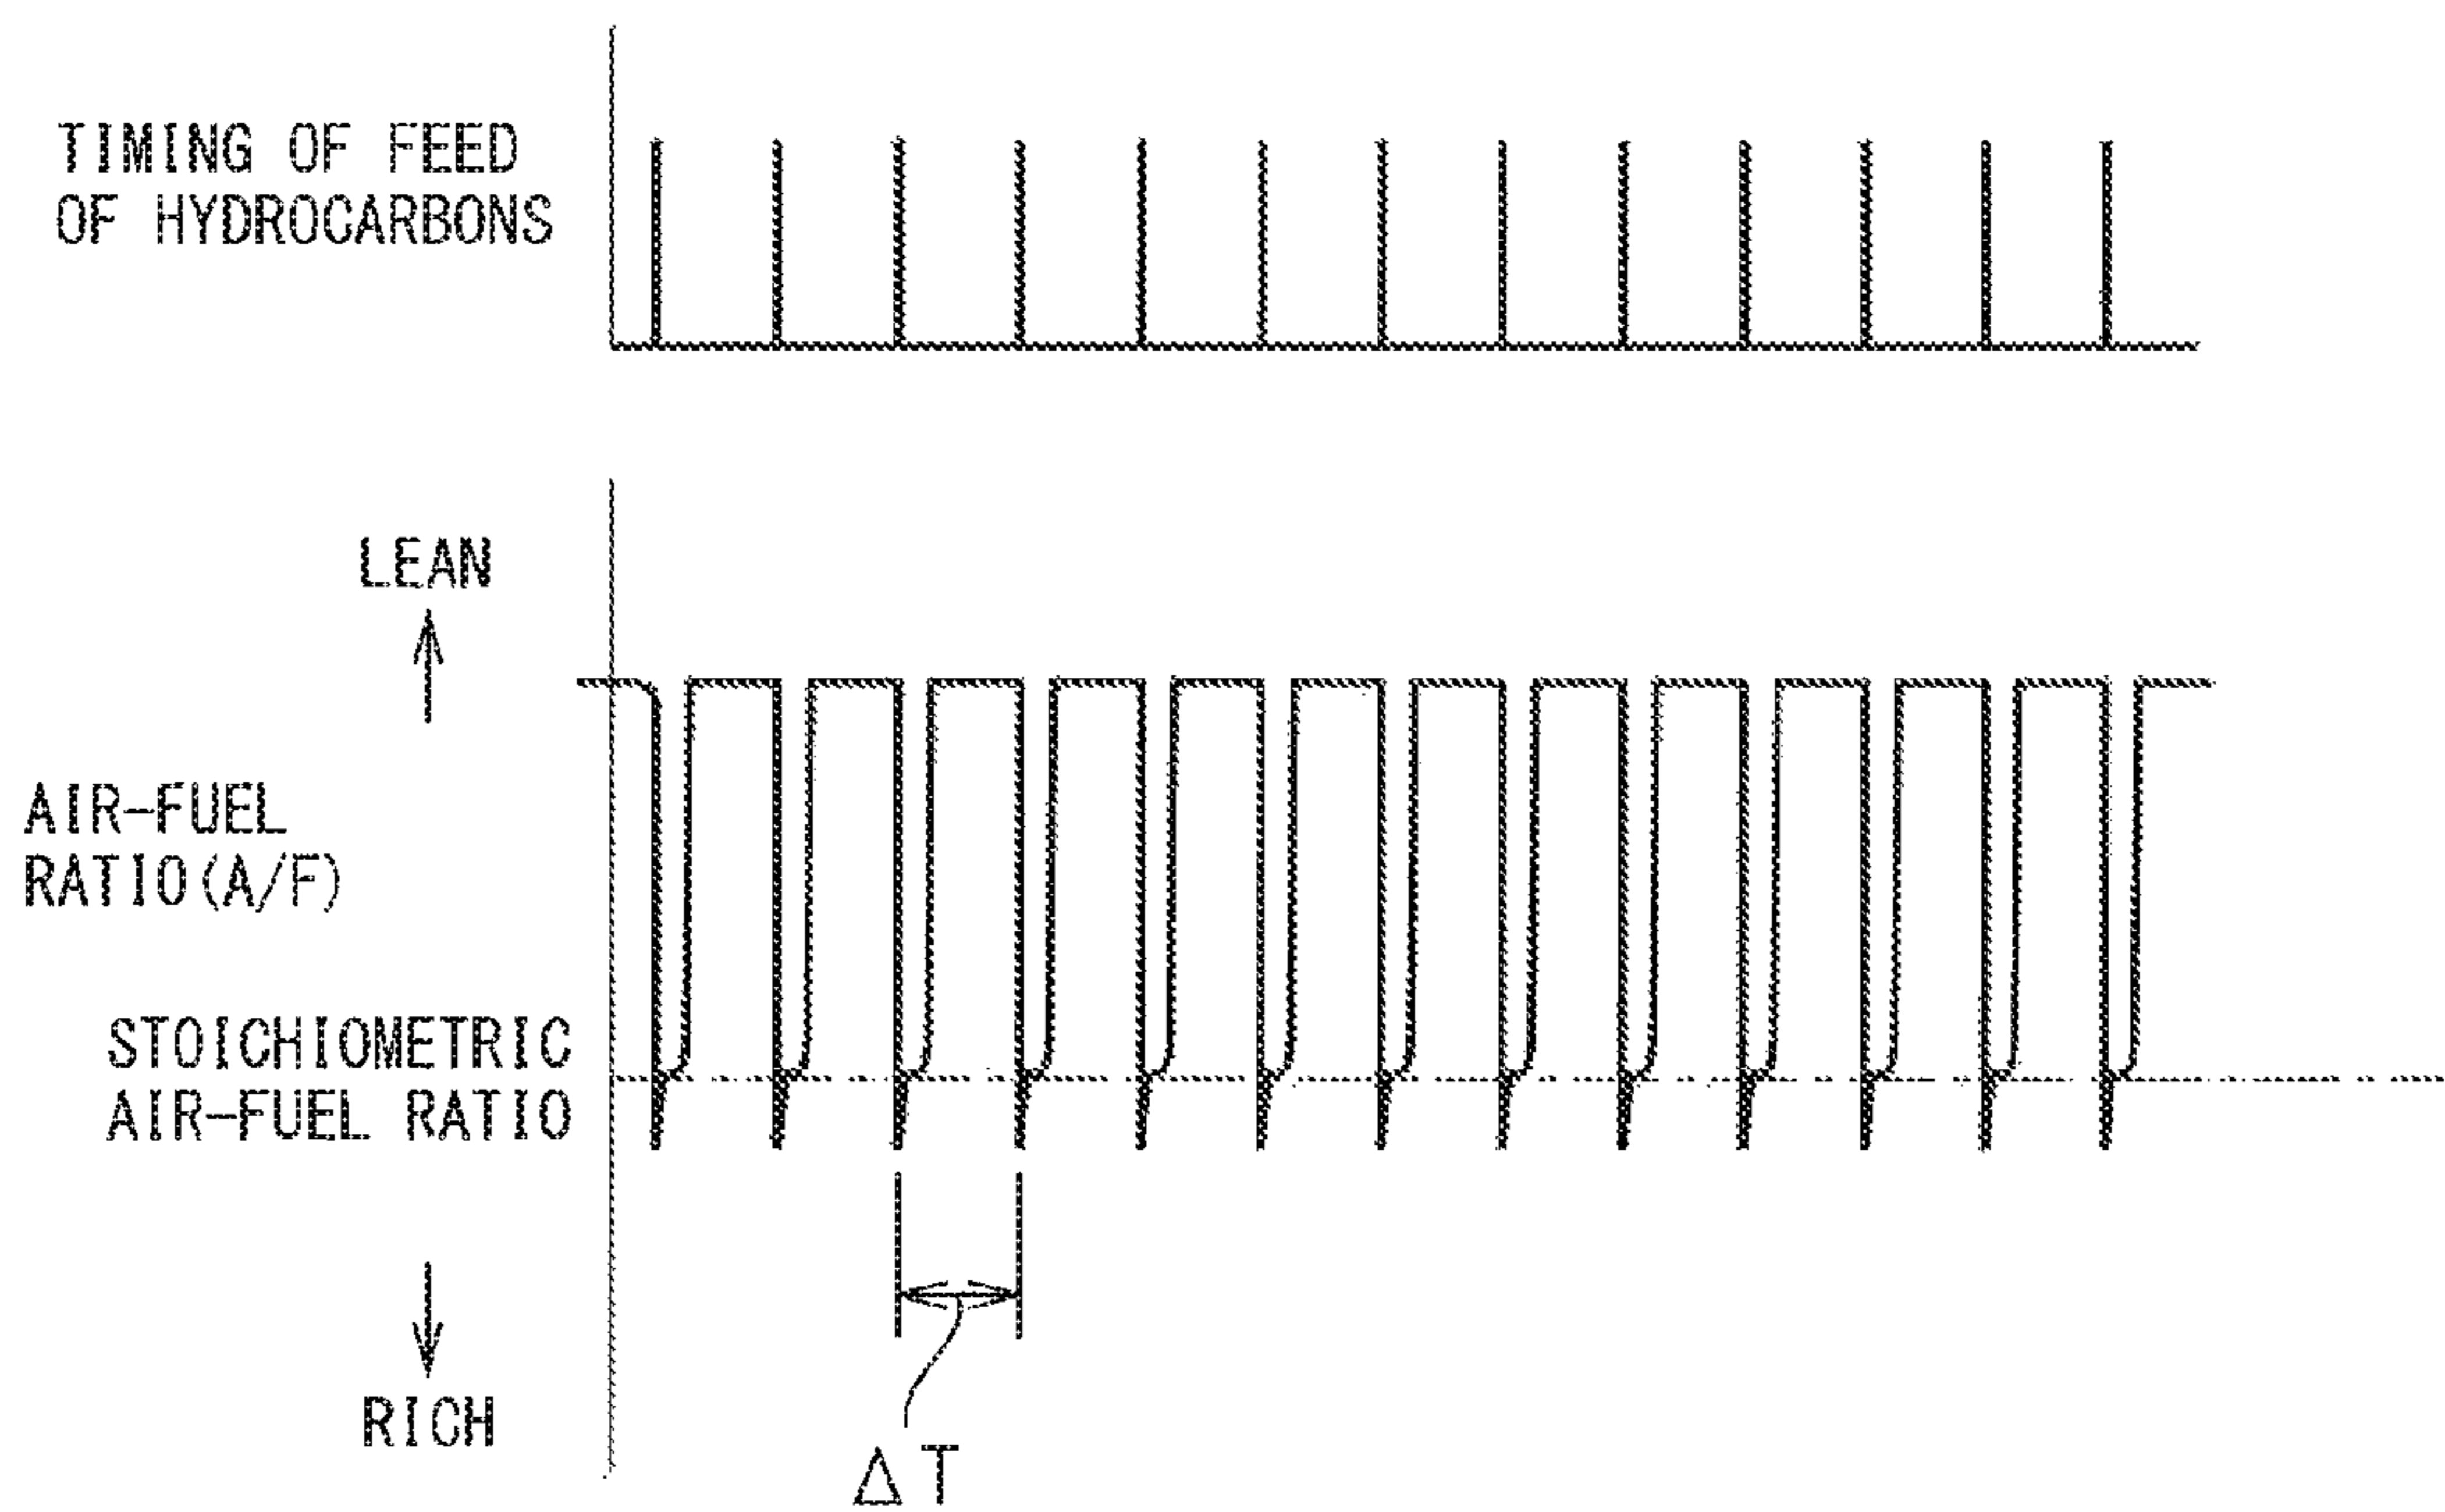 TIMING OF FEED
OF HYDROCARBONS
LEAN
AIR-FUEL
RATIO(A/F)
STOICHIOMETRIC
AIR-FUEL RATIO
RICH
ΔT